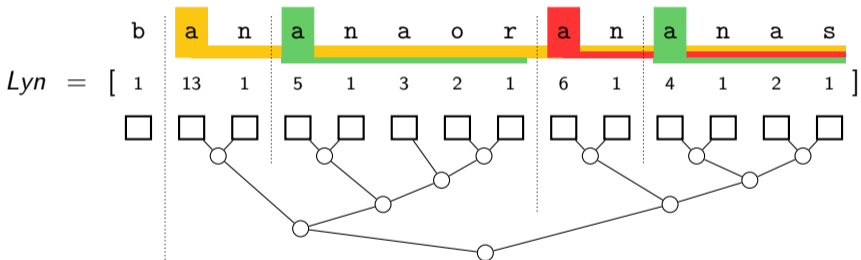 b a n a n a o r a n a n a s
Lyn = [ 1 13 1 5 1 3 2 1 6 1 4 1 2 1 ]